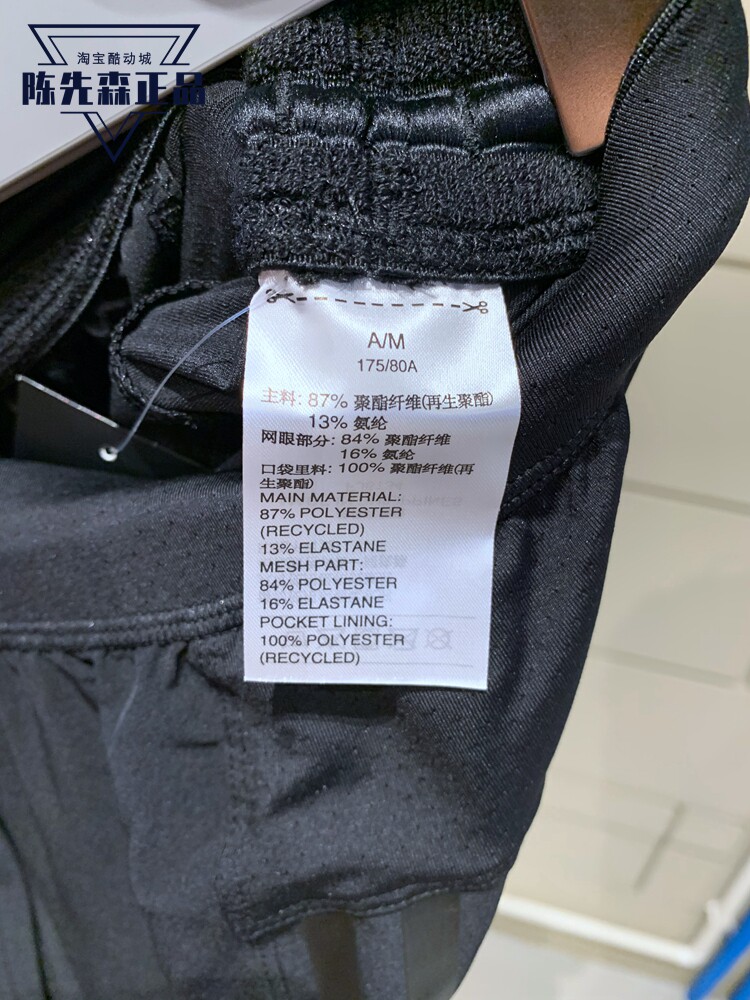 淘宝酷动城
陈先森正品
A/M
175/80A
主料: 87% 聚酯纤维(再生聚酯)
13% 氨纶
网眼部分: 84% 聚酯纤维
16% 氨纶
口袋里料: 100% 聚酯纤维(再
生聚酯)
MAIN MATERIAL:
87% POLYESTER
(RECYCLED)
13% ELASTANE
MESH PART:
84% POLYESTER
16% ELASTANE
POCKET LINING:
100% POLYESTER
(RECYCLED)